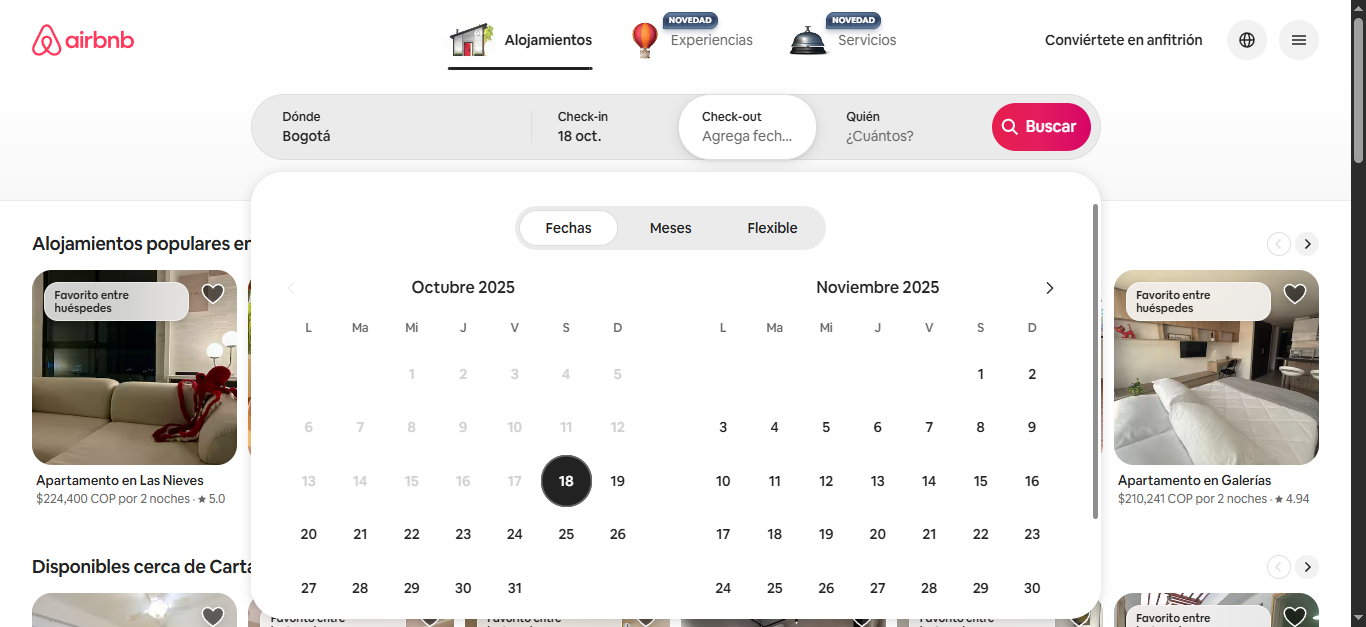 airbnb
Alojamientos
NOVEDAD
Experiencias
NOVEDAD
Servicios
Conviértete en anfitrión
Dónde
Bogotá
Check-in
18 oct.
Check-out
Agrega fech...
Quién
¿Cuántos?
Buscar
Fechas
Meses
Flexible
Octubre 2025
L Ma Mi J V S D
1 2 3 4 5
6 7 8 9 10 11 12
13 14 15 16 17 18 19
20 21 22 23 24 25 26
27 28 29 30 31
Noviembre 2025
L Ma Mi J V S D
1 2
3 4 5 6 7 8 9
10 11 12 13 14 15 16
17 18 19 20 21 22 23
24 25 26 27 28 29 30
Alojamientos populares en
Favorito entre
huéspedes
Apartamento en Las Nieves
$224,400 COP por 2 noches · ★ 5.0
Favorito entre
huéspedes
Apartamento en Galerías
$210,241 COP por 2 noches · ★ 4.94
Disponibles cerca de Carta
Favorito entre
Favorito entre
Favorito entre
Favorito entre